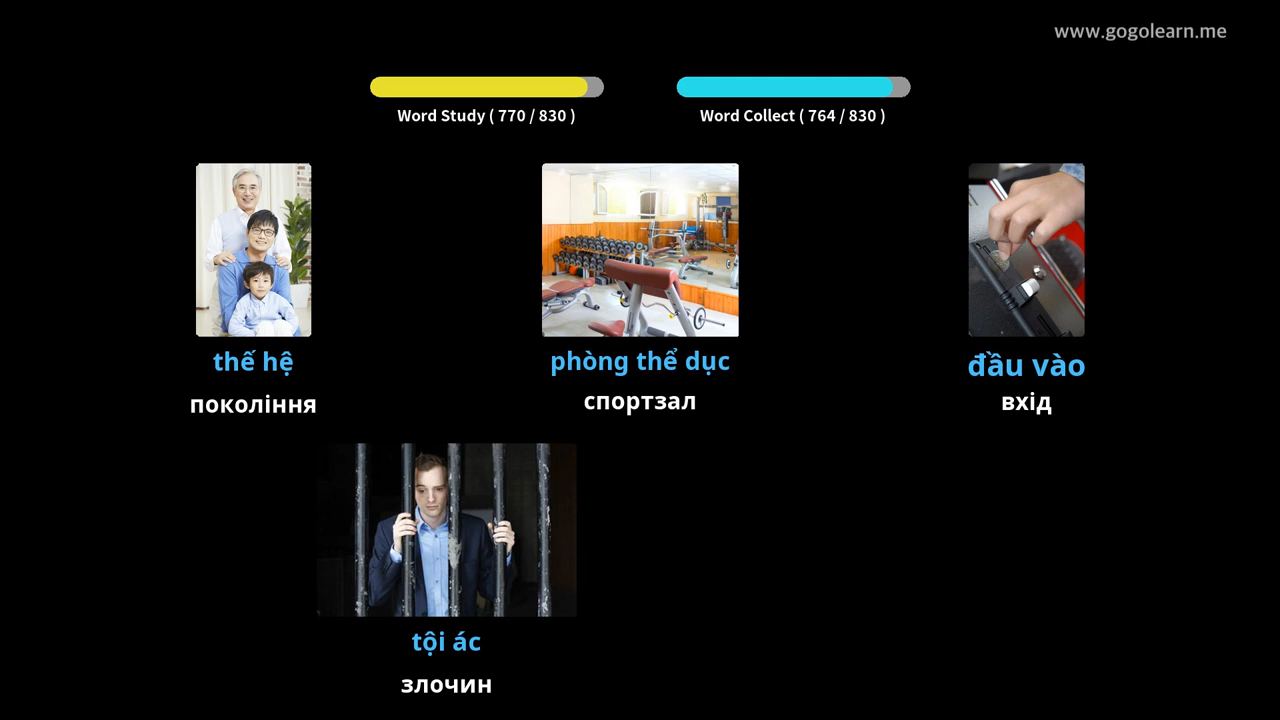 www.gogolearn.me
Word Study ( 770 / 830 )
Word Collect ( 764 / 830 )
thế hệ
покоління
phòng thể dục
спортзал
đầu vào
вхід
tội ác
злочин